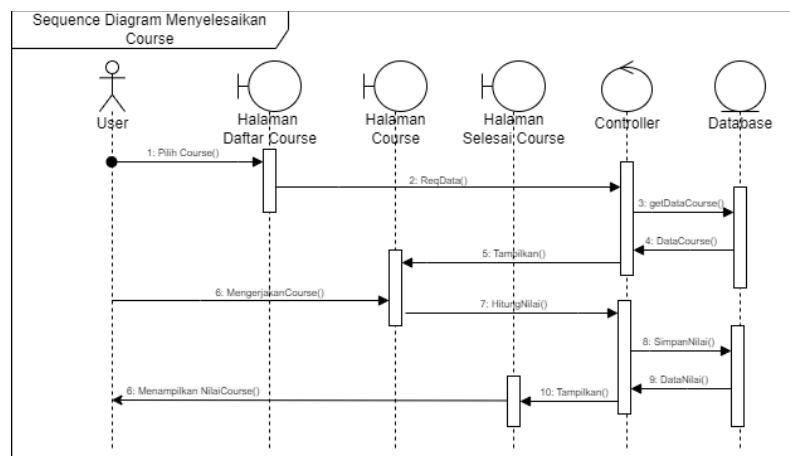 Sequence Diagram Menyelesaikan
Course
User
Halaman
Daftar Course
Halaman
Course
Halaman
Selesai Course
Controller
Database
1: Pilih Course()
2: ReqData()
3: getDataCourse()
4: DataCourse()
5: Tampilkan()
6: MengerjakanCourse()
7: HitungNilai()
8: SimpanNilai()
9: DataNilai()
10: Tampilkan()
6: Menampilkan NilaiCourse()